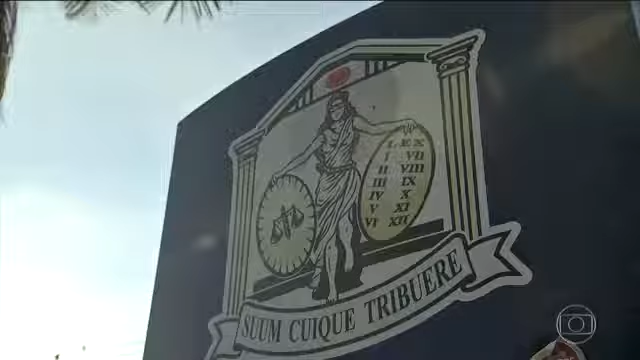 LEX
I VII
II VIII
III IX
IV X
V XI
VI XII
SUUM CUIQUE TRIBUERE